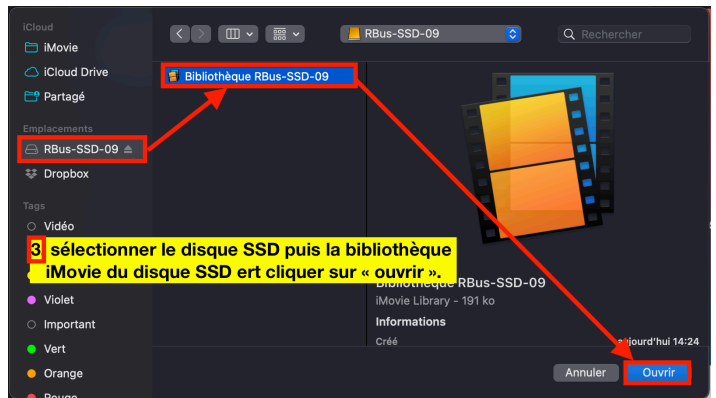 iCloud
iMovie
iCloud Drive
Partagé
Emplacements
RBus-SSD-09
Dropbox
Tags
Vidéo
Violet
Important
Vert
Orange
Rouge
RBus-SSD-09
Rechercher
Bibliothèque RBus-SSD-09
3 sélectionner le disque SSD puis la bibliothèque
iMovie du disque SSD ert cliquer sur « ouvrir ».
Bibliothèque RBus-SSD-09
iMovie Library - 191 ko
Informations
Créé aujourd'hui 14:24
Annuler Ouvrir